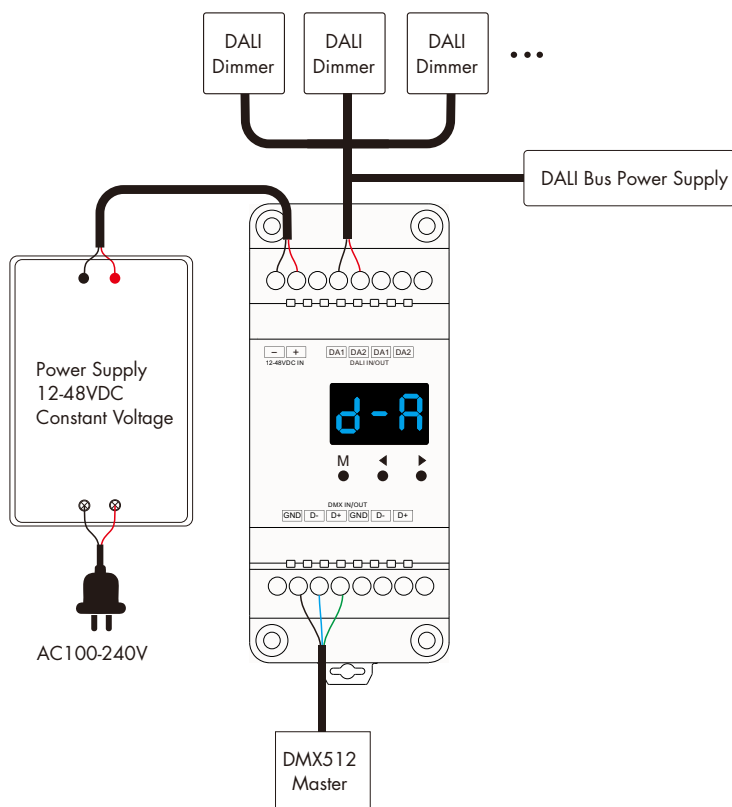 DALI
Dimmer
DALI
Dimmer
DALI
Dimmer
...
DALI Bus Power Supply
Power Supply
12-48VDC
Constant Voltage
− + DA1 DA2 DA1 DA2
12-48VDC IN DALI IN/OUT
d-A
M ◀ ▶
DMX IN/OUT
GND D- D+ GND D- D+
AC100-240V
DMX512
Master